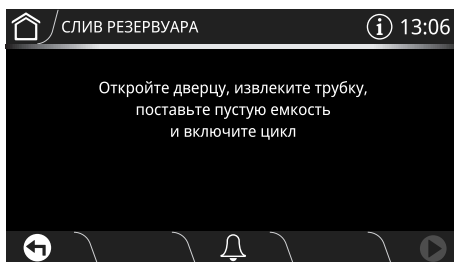 СЛИВ РЕЗЕРВУАРА
13:06
Откройте дверцу, извлеките трубку,
поставьте пустую емкость
и включите цикл